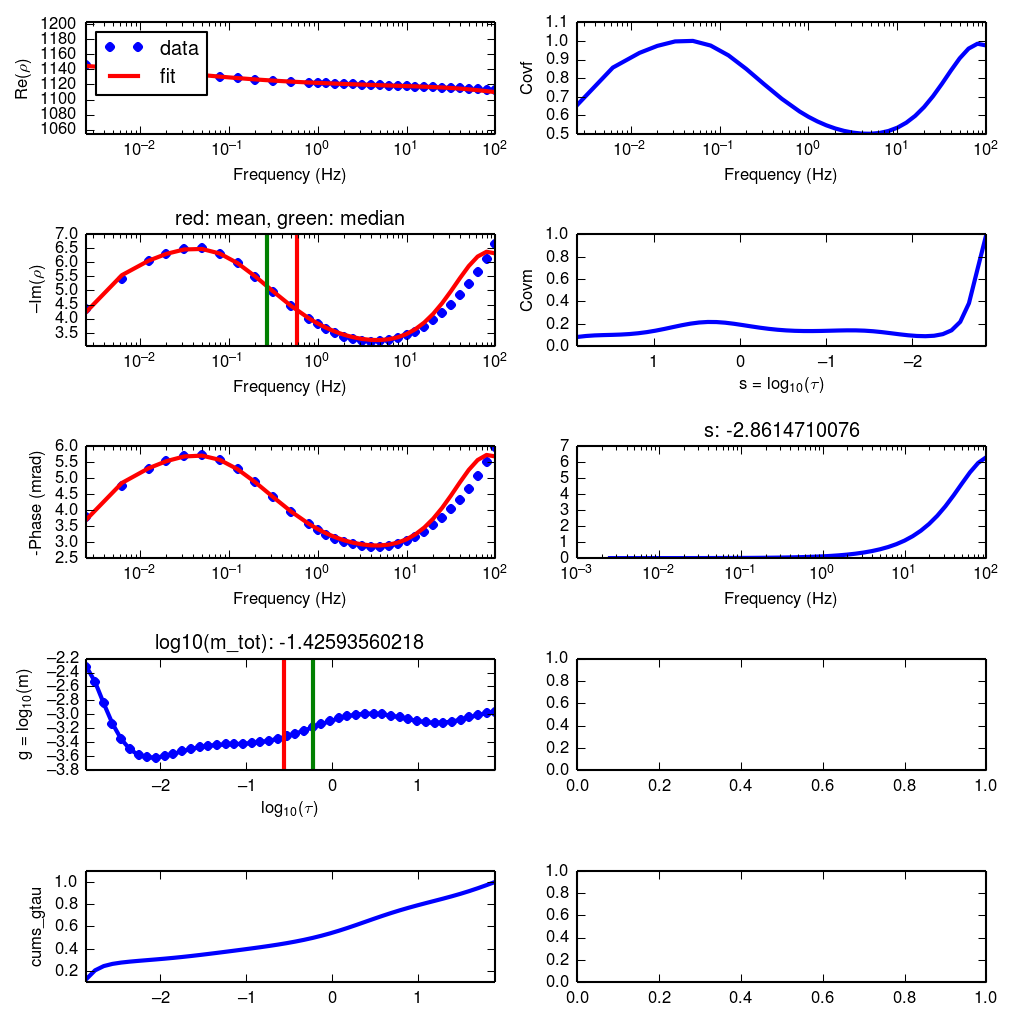 1200
1180
1160
1140
1120
1100
1080
1060
Re(ρ)
data
fit
10⁻² 10⁻¹ 10⁰ 10¹ 10²
Frequency (Hz)
1.1
1.0
0.9
0.8
0.7
0.6
0.5
Covf
10⁻² 10⁻¹ 10⁰ 10¹ 10²
Frequency (Hz)
red: mean, green: median
7.0
6.5
6.0
5.5
5.0
4.5
4.0
3.5
−Im(ρ)
10⁻² 10⁻¹ 10⁰ 10¹ 10²
Frequency (Hz)
1.0
0.8
0.6
0.4
0.2
0.0
Covm
1 0 −1 −2
s = log₁₀(τ)
6.0
5.5
5.0
4.5
4.0
3.5
3.0
2.5
-Phase (mrad)
10⁻² 10⁻¹ 10⁰ 10¹ 10²
Frequency (Hz)
s: -2.8614710076
7
6
5
4
3
2
1
0
10⁻³ 10⁻² 10⁻¹ 10⁰ 10¹ 10²
Frequency (Hz)
log10(m_tot): -1.42593560218
−2.2
−2.4
−2.6
−2.8
−3.0
−3.2
−3.4
−3.6
−3.8
g = log₁₀(m)
−2 −1 0 1
log₁₀(τ)
1.0
0.8
0.6
0.4
0.2
0.0
0.0 0.2 0.4 0.6 0.8 1.0
1.0
0.8
0.6
0.4
0.2
cums_gtau
−2 −1 0 1
1.0
0.8
0.6
0.4
0.2
0.0
0.0 0.2 0.4 0.6 0.8 1.0